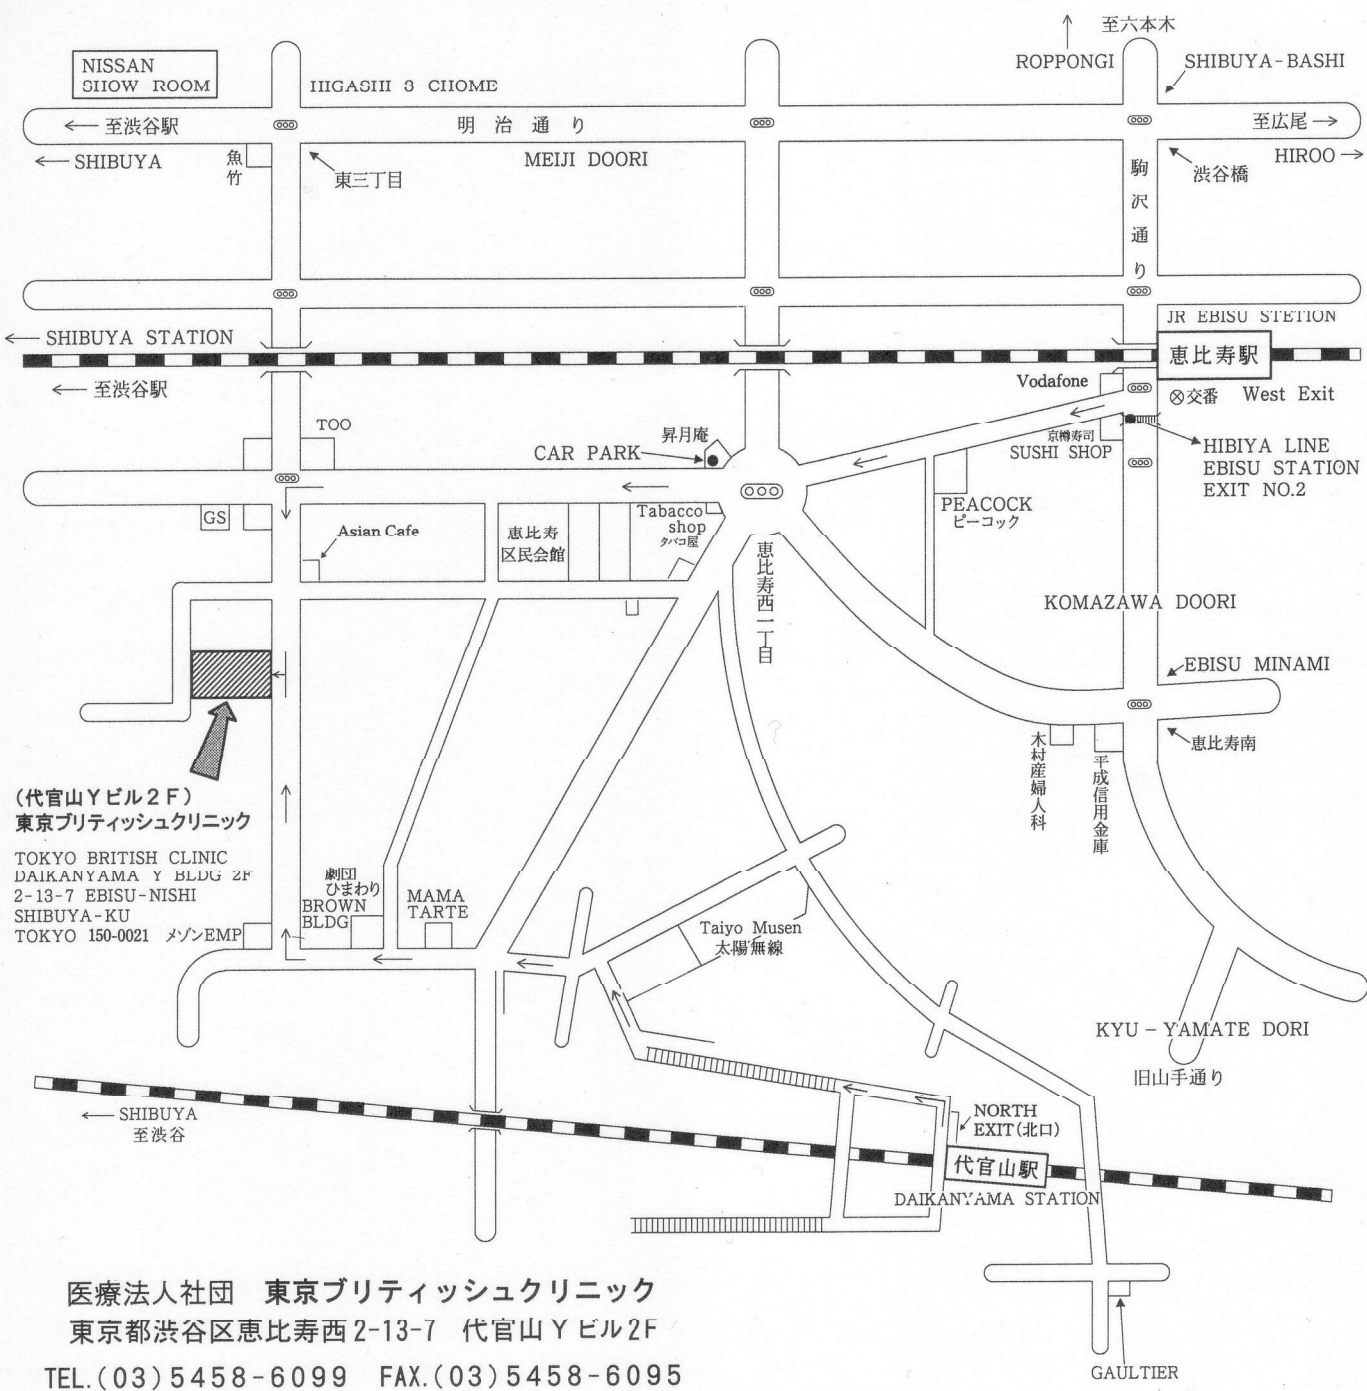 至六本木
ROPPONGI
SHIBUYA-BASHI
NISSAN
SHOW ROOM
HIGASHI 3 CHOME
←至渋谷駅
明治通り
至広尾→
←SHIBUYA
魚竹
東三丁目
MEIJI DOORI
駒沢通り
渋谷橋
HIROO→
←SHIBUYA STATION
JR EBISU STETION
恵比寿駅
←至渋谷駅
Vodafone
⊗交番 West Exit
TOO
昇月庵
CAR PARK
京樽寿司
SUSHI SHOP
HIBIYA LINE
EBISU STATION
EXIT NO.2
GS
Asian Cafe
恵比寿
区民会館
Tabacco
shop
タバコ屋
恵比寿西一丁目
PEACOCK
ピーコック
KOMAZAWA DOORI
EBISU MINAMI
恵比寿南
木村産婦人科
平成信用金庫
(代官山Yビル2F)
東京ブリティッシュクリニック
TOKYO BRITISH CLINIC
DAIKANYAMA Y BLDG 2F
2-13-7 EBISU-NISHI
SHIBUYA-KU
TOKYO 150-0021
メゾンEMP
劇団
ひまわり
BROWN
BLDG
MAMA
TARTE
Taiyo Musen
太陽無線
KYU-YAMATE DORI
旧山手通り
←SHIBUYA
至渋谷
NORTH
EXIT(北口)
代官山駅
DAIKANYAMA STATION
GAULTIER
医療法人社団 東京ブリティッシュクリニック
東京都渋谷区恵比寿西2-13-7 代官山Yビル2F
TEL.(03)5458-6099 FAX.(03)5458-6095